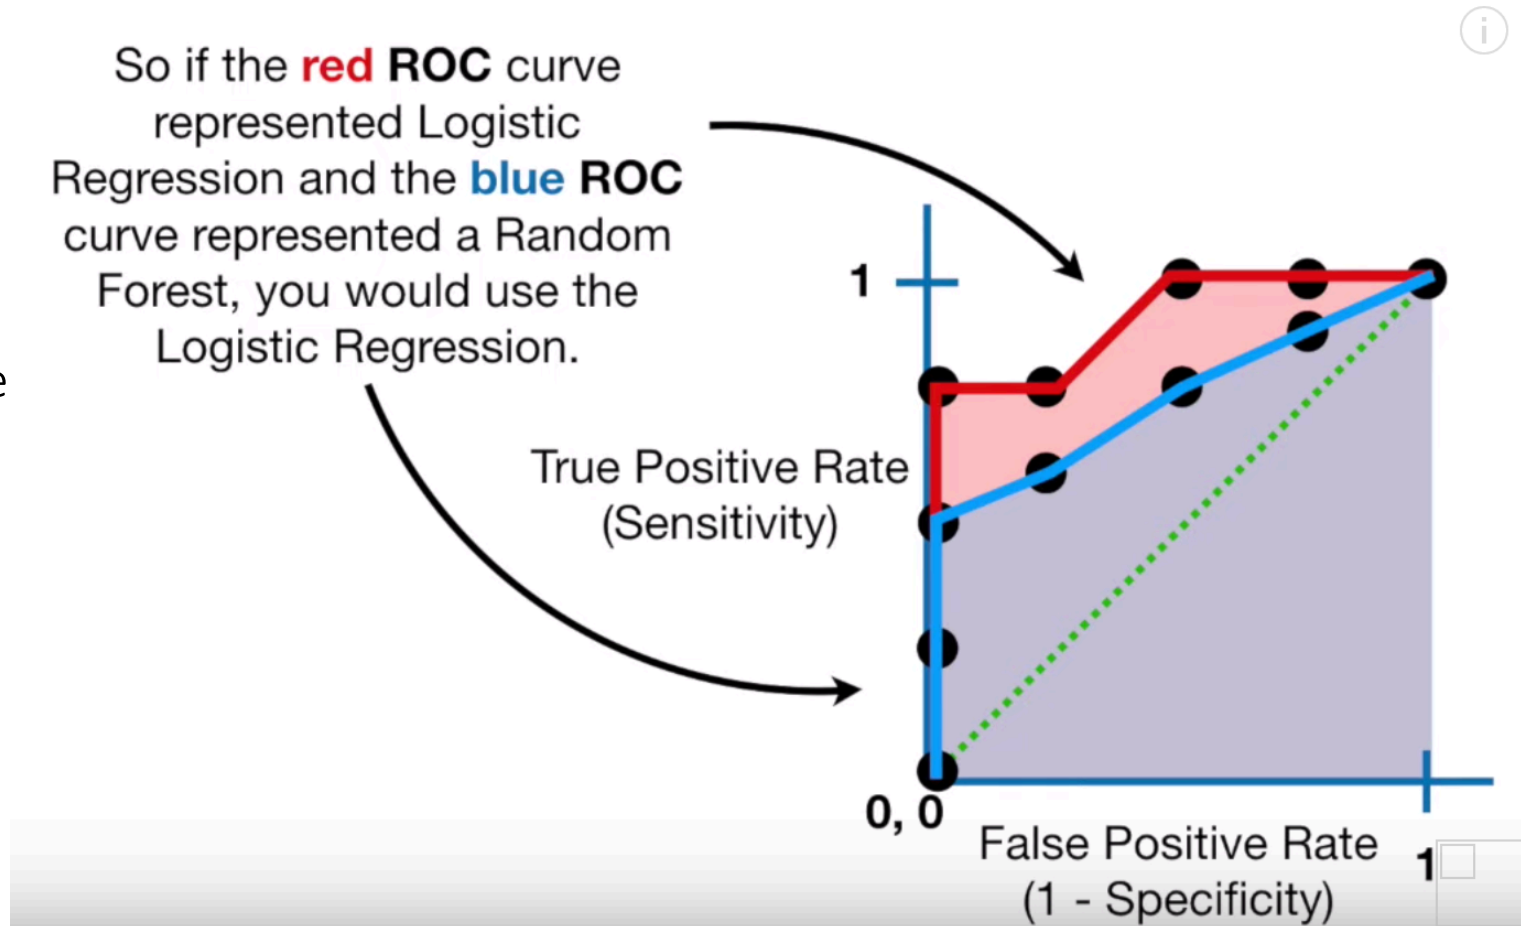 So if the red ROC curve
represented Logistic
Regression and the blue ROC
curve represented a Random
Forest, you would use the
Logistic Regression.
e
1
True Positive Rate
(Sensitivity)
0, 0
False Positive Rate
(1 - Specificity)
1
i